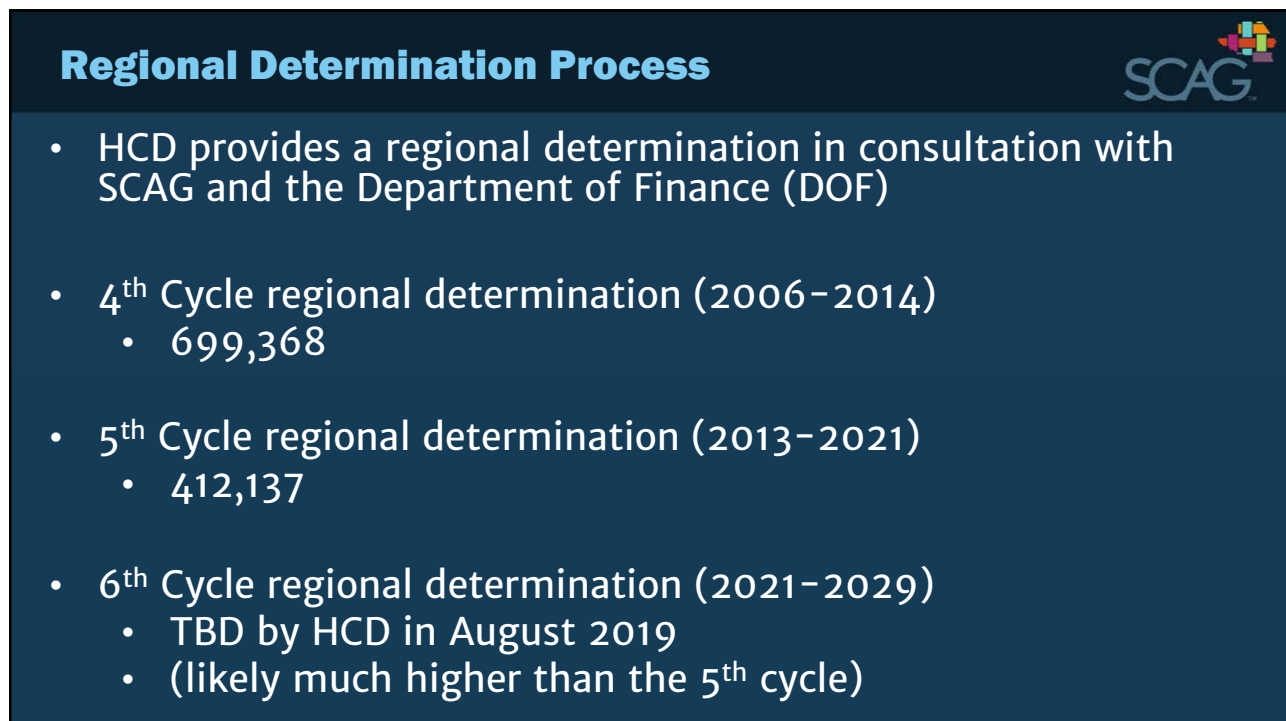 Regional Determination Process
SCAG™
• HCD provides a regional determination in consultation with
SCAG and the Department of Finance (DOF)
• 4th Cycle regional determination (2006-2014)
• 699,368
• 5th Cycle regional determination (2013-2021)
• 412,137
• 6th Cycle regional determination (2021-2029)
• TBD by HCD in August 2019
• (likely much higher than the 5th cycle)